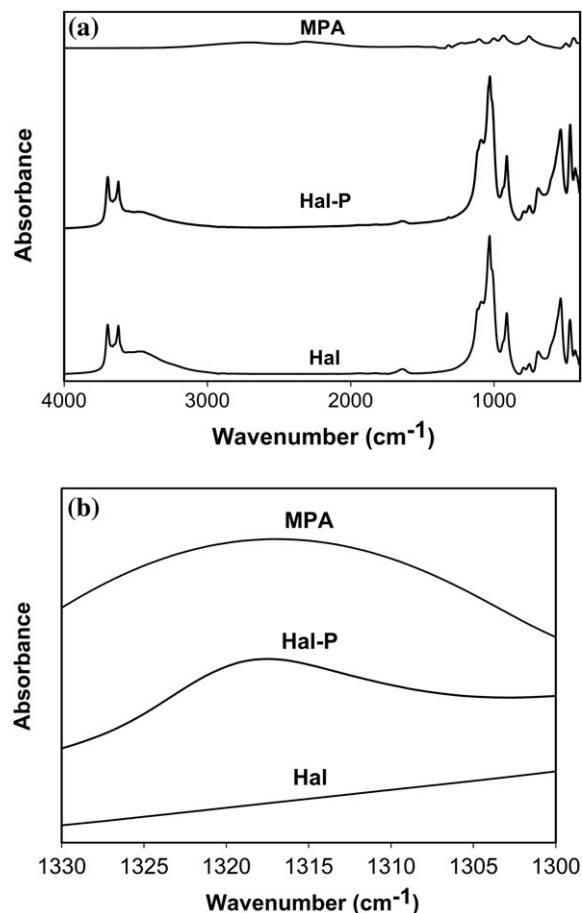 (a)
MPA
Hal-P
Hal
Absorbance
4000 3000 2000 1000
Wavenumber (cm-1)
(b)
MPA
Hal-P
Hal
Absorbance
1330 1325 1320 1315 1310 1305 1300
Wavenumber (cm-1)